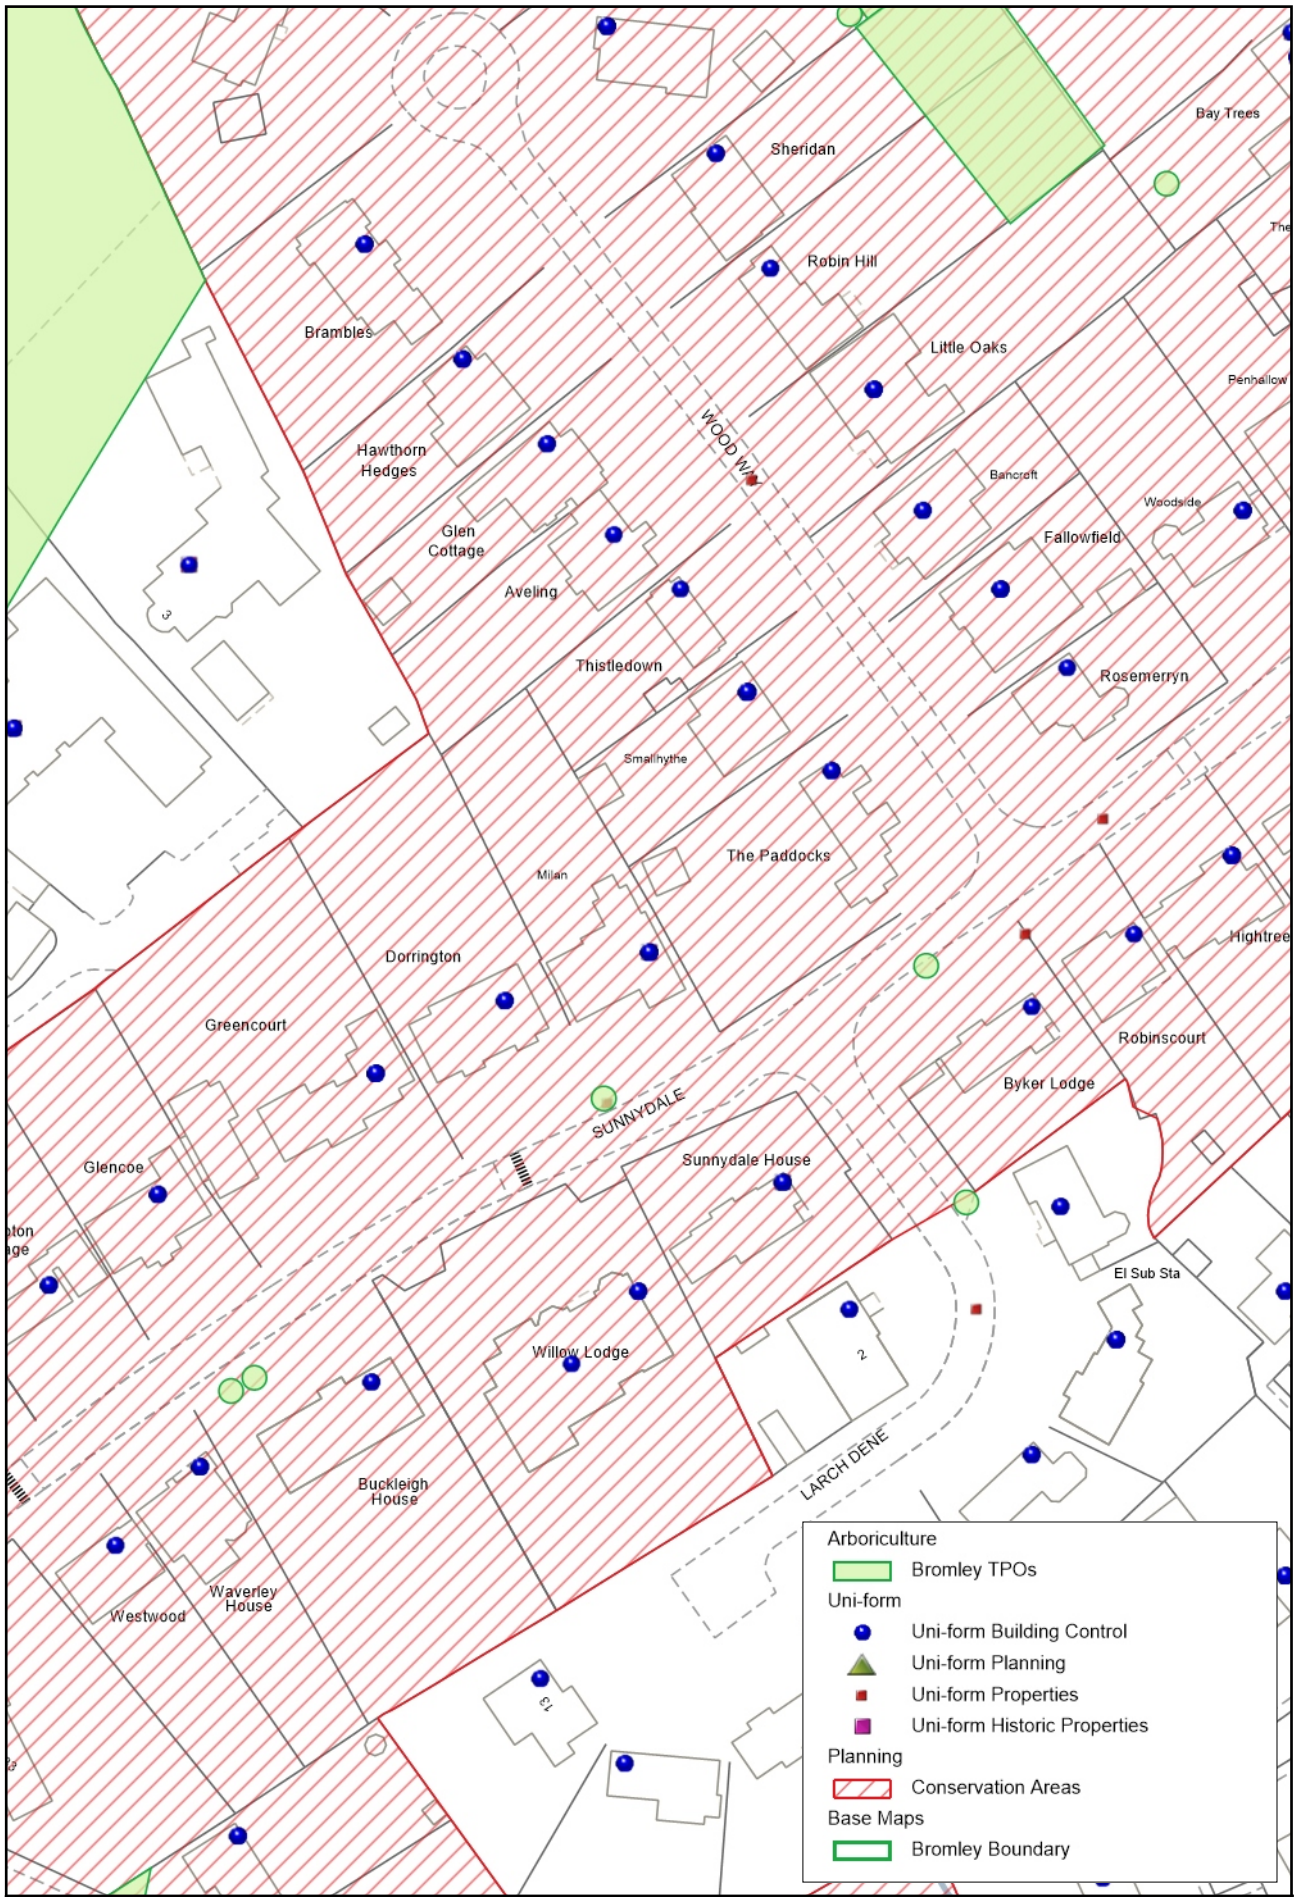 Bay Trees
Sheridan
The
Robin Hill
Brambles
Little Oaks
Penhallow
WOOD WAY
Hawthorn
Hedges
Bancroft
Woodside
Glen
Cottage
Fallowfield
Aveling
3
Thistledown
Rosemerryn
Smallhythe
The Paddocks
Milan
Hightree
Dorrington
Greencourt
Robinscourt
Byker Lodge
SUNNYDALE
Glencoe
Sunnydale House
pton
age
El Sub Sta
Willow Lodge
2
LARCH DENE
Buckleigh
House
Waverley
House
Westwood
13
Arboriculture
Bromley TPOs
Uni-form
Uni-form Building Control
Uni-form Planning
Uni-form Properties
Uni-form Historic Properties
Planning
Conservation Areas
Base Maps
Bromley Boundary